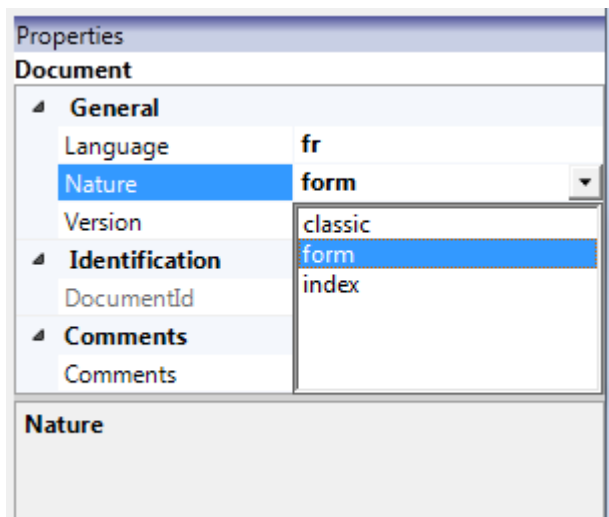 Properties
Document
General
Language fr
Nature form
Version classic
form
Identification
index
DocumentId
Comments
Comments
Nature